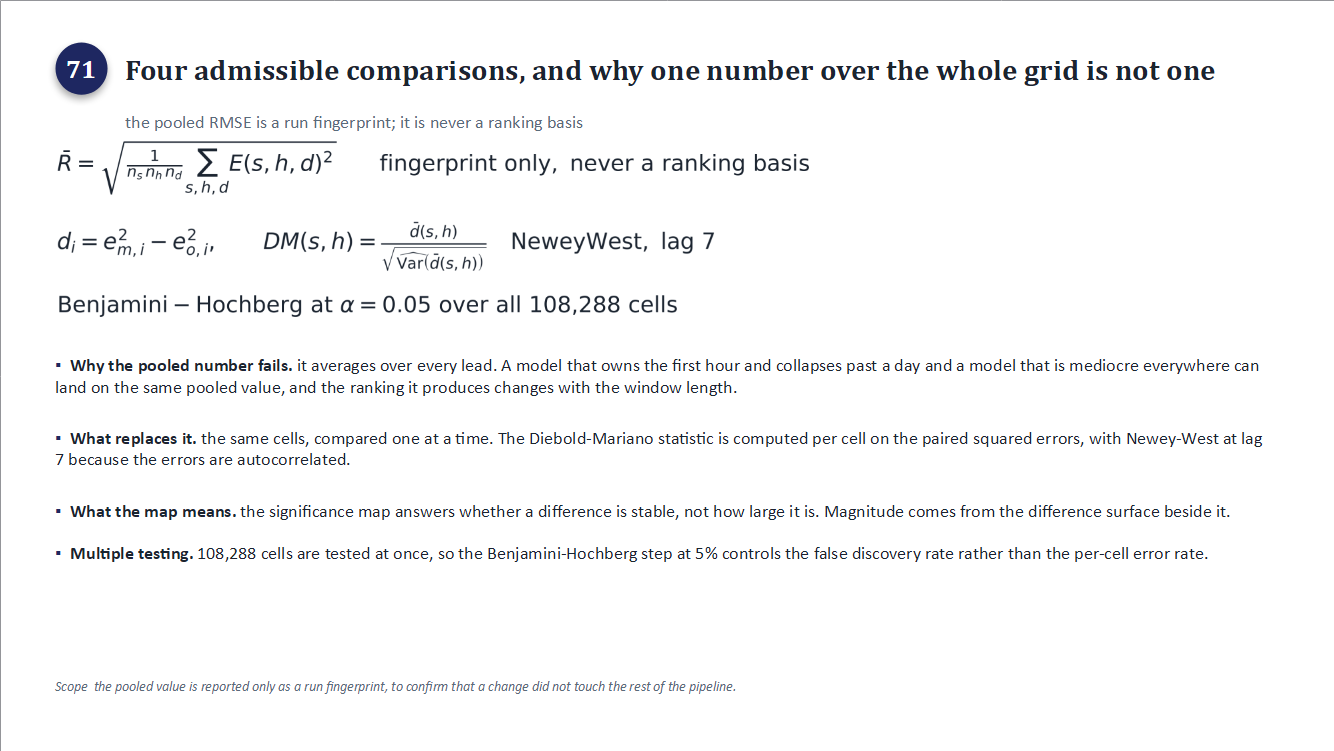 71
Four admissible comparisons, and why one number over the whole grid is not one
the pooled RMSE is a run fingerprint; it is never a ranking basis
R̄ = √( 1/(n_s n_h n_d) ∑_{s, h, d} E(s, h, d)² )   fingerprint only, never a ranking basis
d_i = e²_{m, i} − e²_{o, i},   DM(s, h) = d̄(s, h) / √(V̂ar(d̄(s, h)))   NeweyWest, lag 7
Benjamini − Hochberg at α = 0.05 over all 108,288 cells
▪ Why the pooled number fails. it averages over every lead. A model that owns the first hour and collapses past a day and a model that is mediocre everywhere can
land on the same pooled value, and the ranking it produces changes with the window length.
▪ What replaces it. the same cells, compared one at a time. The Diebold-Mariano statistic is computed per cell on the paired squared errors, with Newey-West at lag
7 because the errors are autocorrelated.
▪ What the map means. the significance map answers whether a difference is stable, not how large it is. Magnitude comes from the difference surface beside it.
▪ Multiple testing. 108,288 cells are tested at once, so the Benjamini-Hochberg step at 5% controls the false discovery rate rather than the per-cell error rate.
Scope the pooled value is reported only as a run fingerprint, to confirm that a change did not touch the rest of the pipeline.